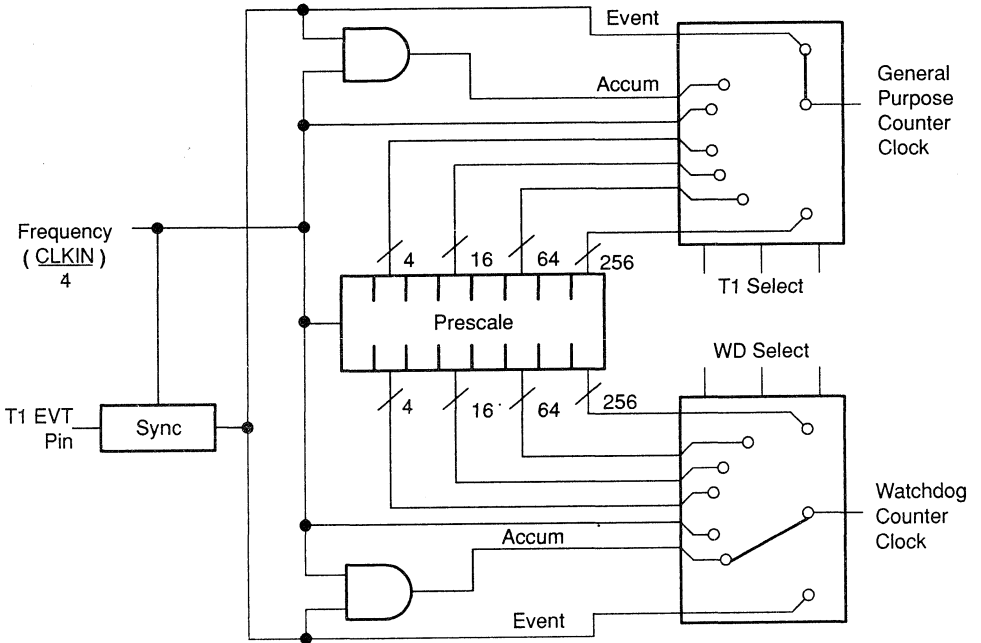 Event
General
Purpose
Counter
Clock
Accum
Frequency
( CLKIN )
4
/4
/16
/64
/256
T1 Select
Prescale
WD Select
/4
/16
/64
/256
T1 EVT
Pin
Sync
Watchdog
Counter
Clock
Accum
Event